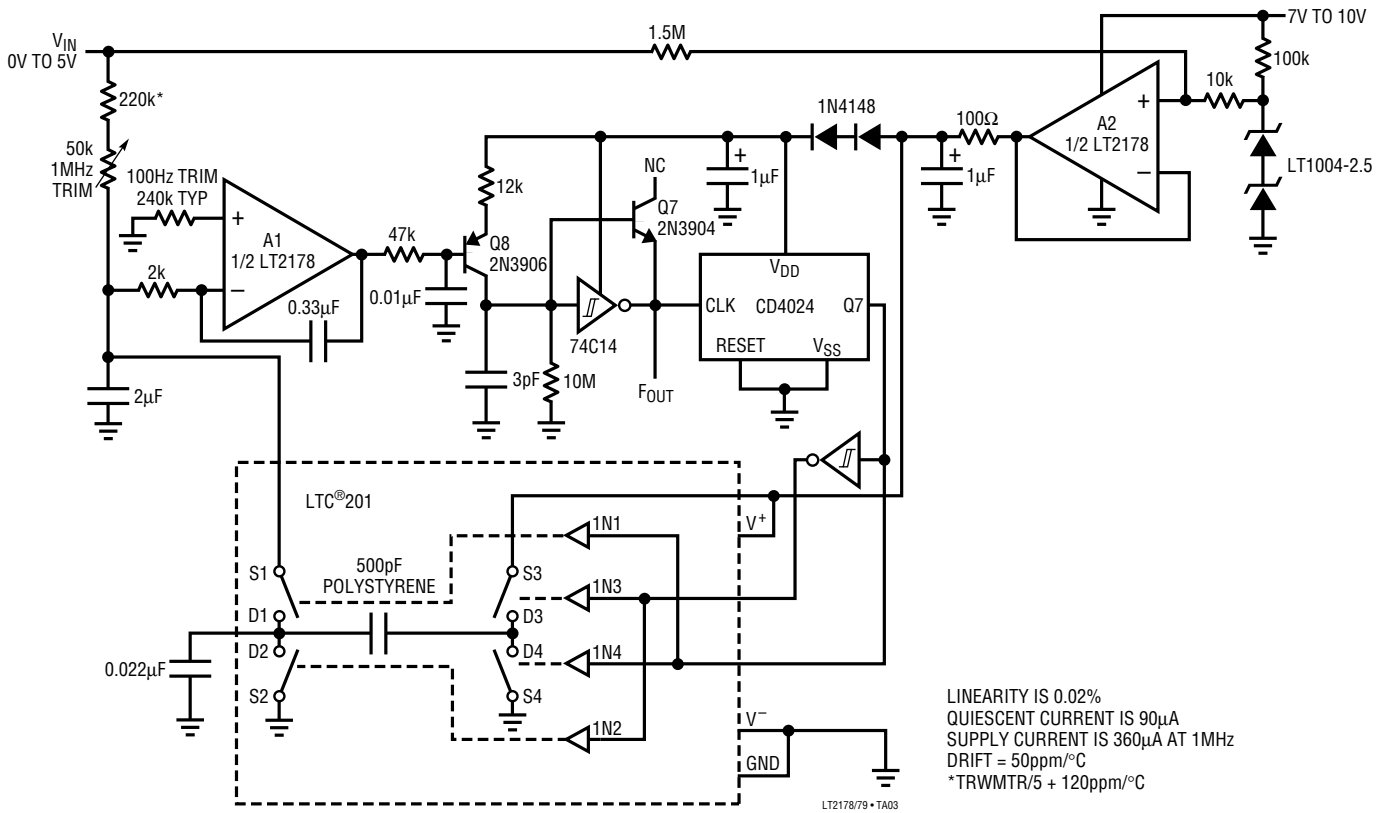 VIN
0V TO 5V
1.5M
7V TO 10V
220k*
100k
10k
1N4148
100Ω
A2
1/2 LT2178
+
−
LT1004-2.5
50k
1MHz
TRIM
100Hz TRIM
240k TYP
+
A1
1/2 LT2178
−
2k
0.33µF
47k
0.01µF
12k
Q8
2N3906
NC
Q7
2N3904
+
1µF
+
1µF
VDD
CLK
CD4024
Q7
RESET
VSS
74C14
3pF
10M
FOUT
2µF
LTC®201
V+
1N1
500pF
POLYSTYRENE
S1
S3
1N3
D1
D3
D2
D4
1N4
0.022µF
S2
S4
1N2
V−
GND
LINEARITY IS 0.02%
QUIESCENT CURRENT IS 90µA
SUPPLY CURRENT IS 360µA AT 1MHz
DRIFT = 50ppm/°C
*TRWMTR/5 + 120ppm/°C
LT2178/79 • TA03